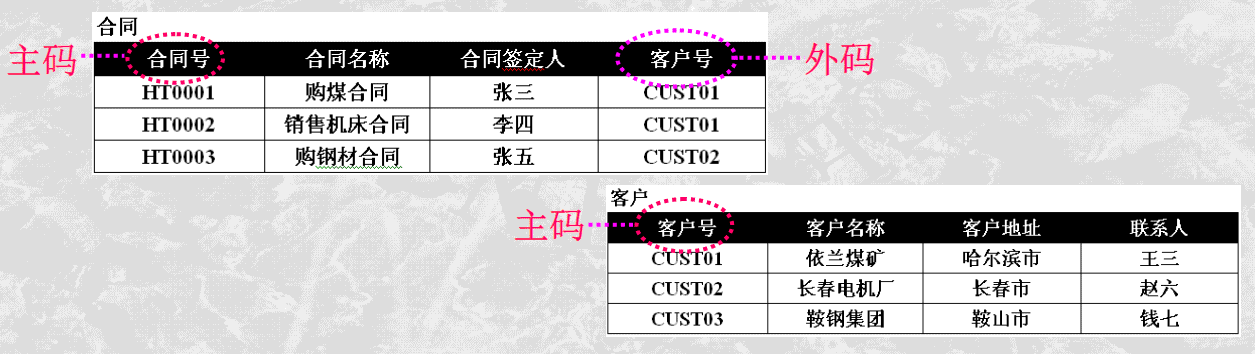 合同
主码 合同号 合同名称 合同签定人 客户号 外码
HT0001 购煤合同 张三 CUST01
HT0002 销售机床合同 李四 CUST01
HT0003 购钢材合同 张五 CUST02
客户
主码 客户号 客户名称 客户地址 联系人
CUST01 依兰煤矿 哈尔滨市 王三
CUST02 长春电机厂 长春市 赵六
CUST03 鞍钢集团 鞍山市 钱七